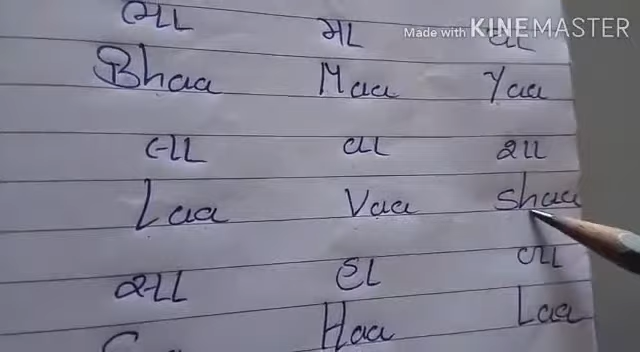 ભા મા યા
Made with KINEMASTER
Bhaa Maa Yaa
લા વા શા
Laa Vaa Shaa
સા હા ળા
Haa Laa